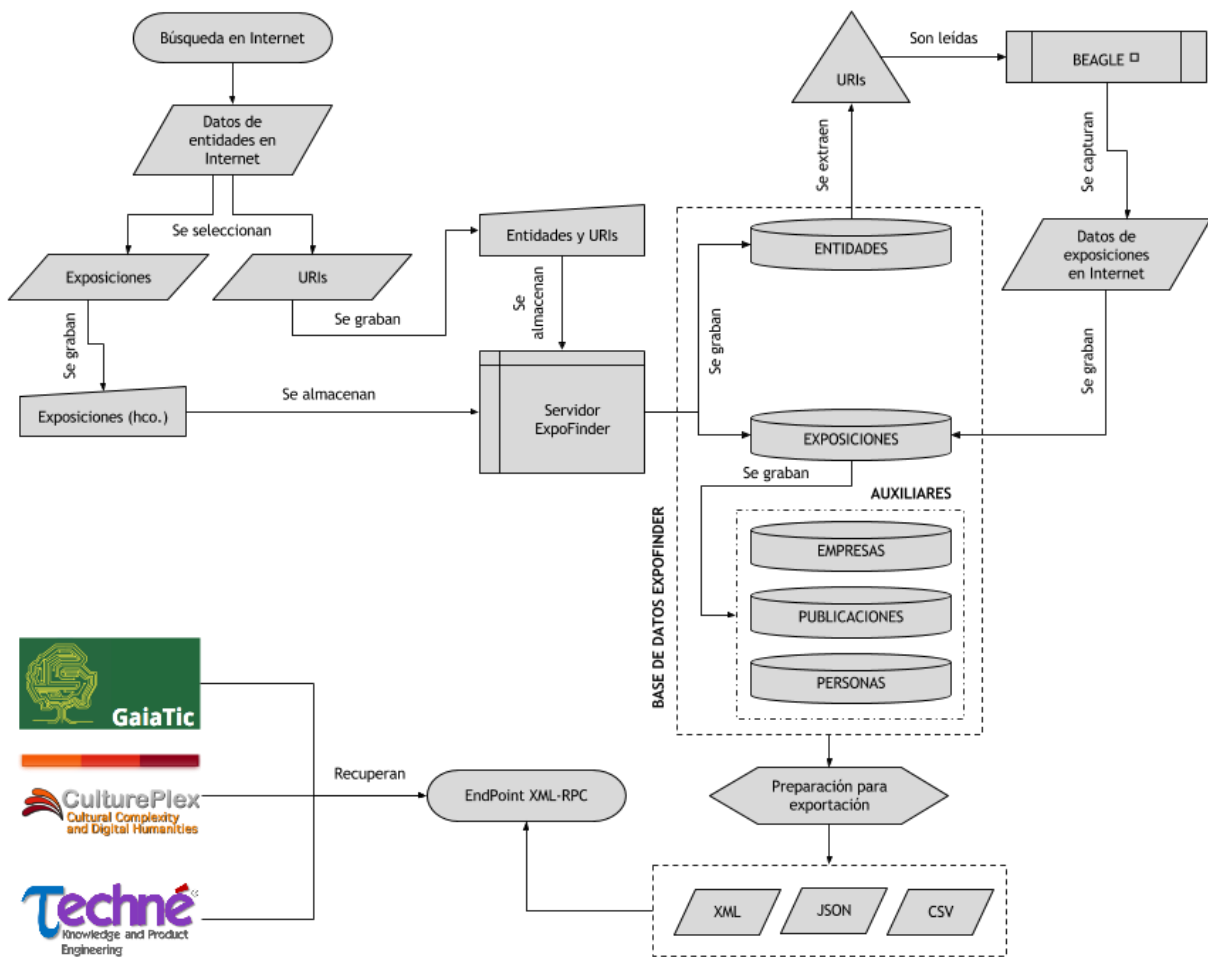 Búsqueda en Internet
Datos de
entidades en
Internet
Se seleccionan
Exposiciones
URIs
Se graban
Se graban
Exposiciones (hco.)
Se almacenan
Entidades y URIs
Se
almacenan
Servidor
ExpoFinder
Se graban
ENTIDADES
Se extraen
URIs
Son leídas
BEAGLE
Se capturan
Datos de
exposiciones
en Internet
Se graban
EXPOSICIONES
Se graban
AUXILIARES
EMPRESAS
PUBLICACIONES
PERSONAS
BASE DE DATOS EXPOFINDER
Preparación para
exportación
XML
JSON
CSV
EndPoint XML-RPC
Recuperan
GaiaTic
CulturePlex
Cultural Complexity
and Digital Humanities
Techné
Knowledge and Product
Engineering